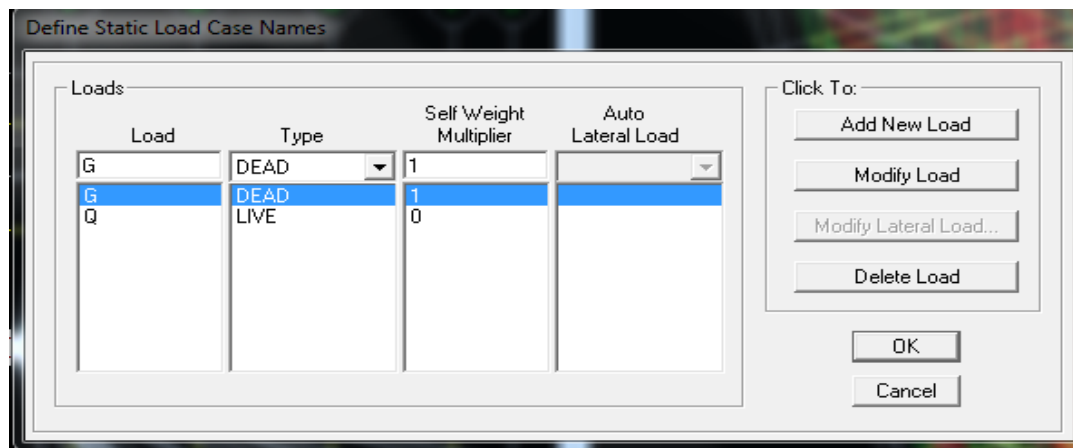 Define Static Load Case Names
Loads
Click To:
Load Type Self Weight Multiplier Auto Lateral Load
G DEAD 1
G DEAD 1
Q LIVE 0
Add New Load
Modify Load
Modify Lateral Load...
Delete Load
OK
Cancel